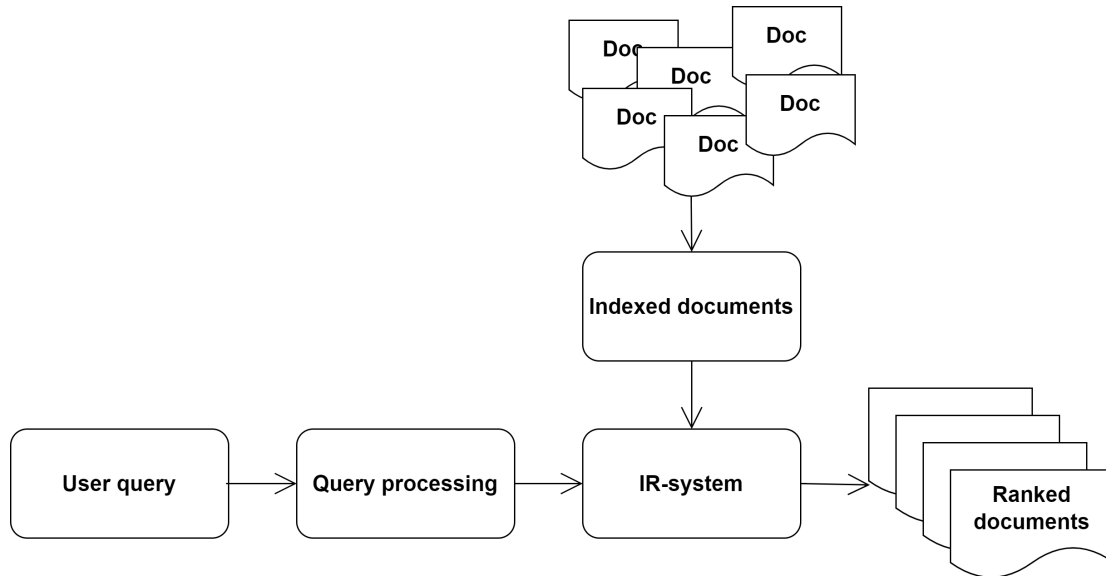 Doc
Doc
Doc
Doc
Doc
Doc
Indexed documents
User query
Query processing
IR-system
Ranked
documents